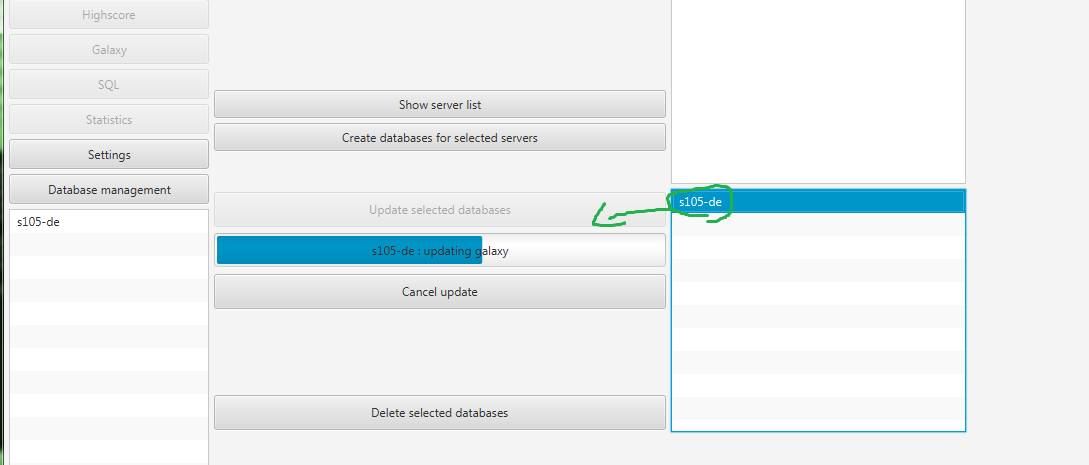 Highscore
Galaxy
SQL
Statistics
Settings
Database management
s105-de
Show server list
Create databases for selected servers
Update selected databases
s105-de : updating galaxy
Cancel update
Delete selected databases
s105-de